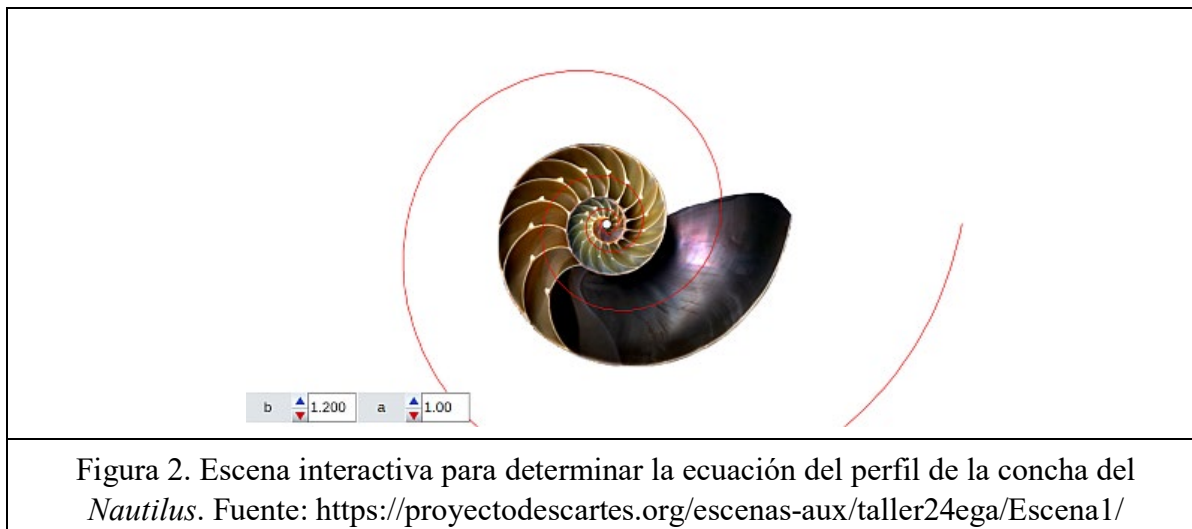 b 1.200 a 1.00
Figura 2. Escena interactiva para determinar la ecuación del perfil de la concha del
Nautilus. Fuente: https://proyectodescartes.org/escenas-aux/taller24ega/Escena1/